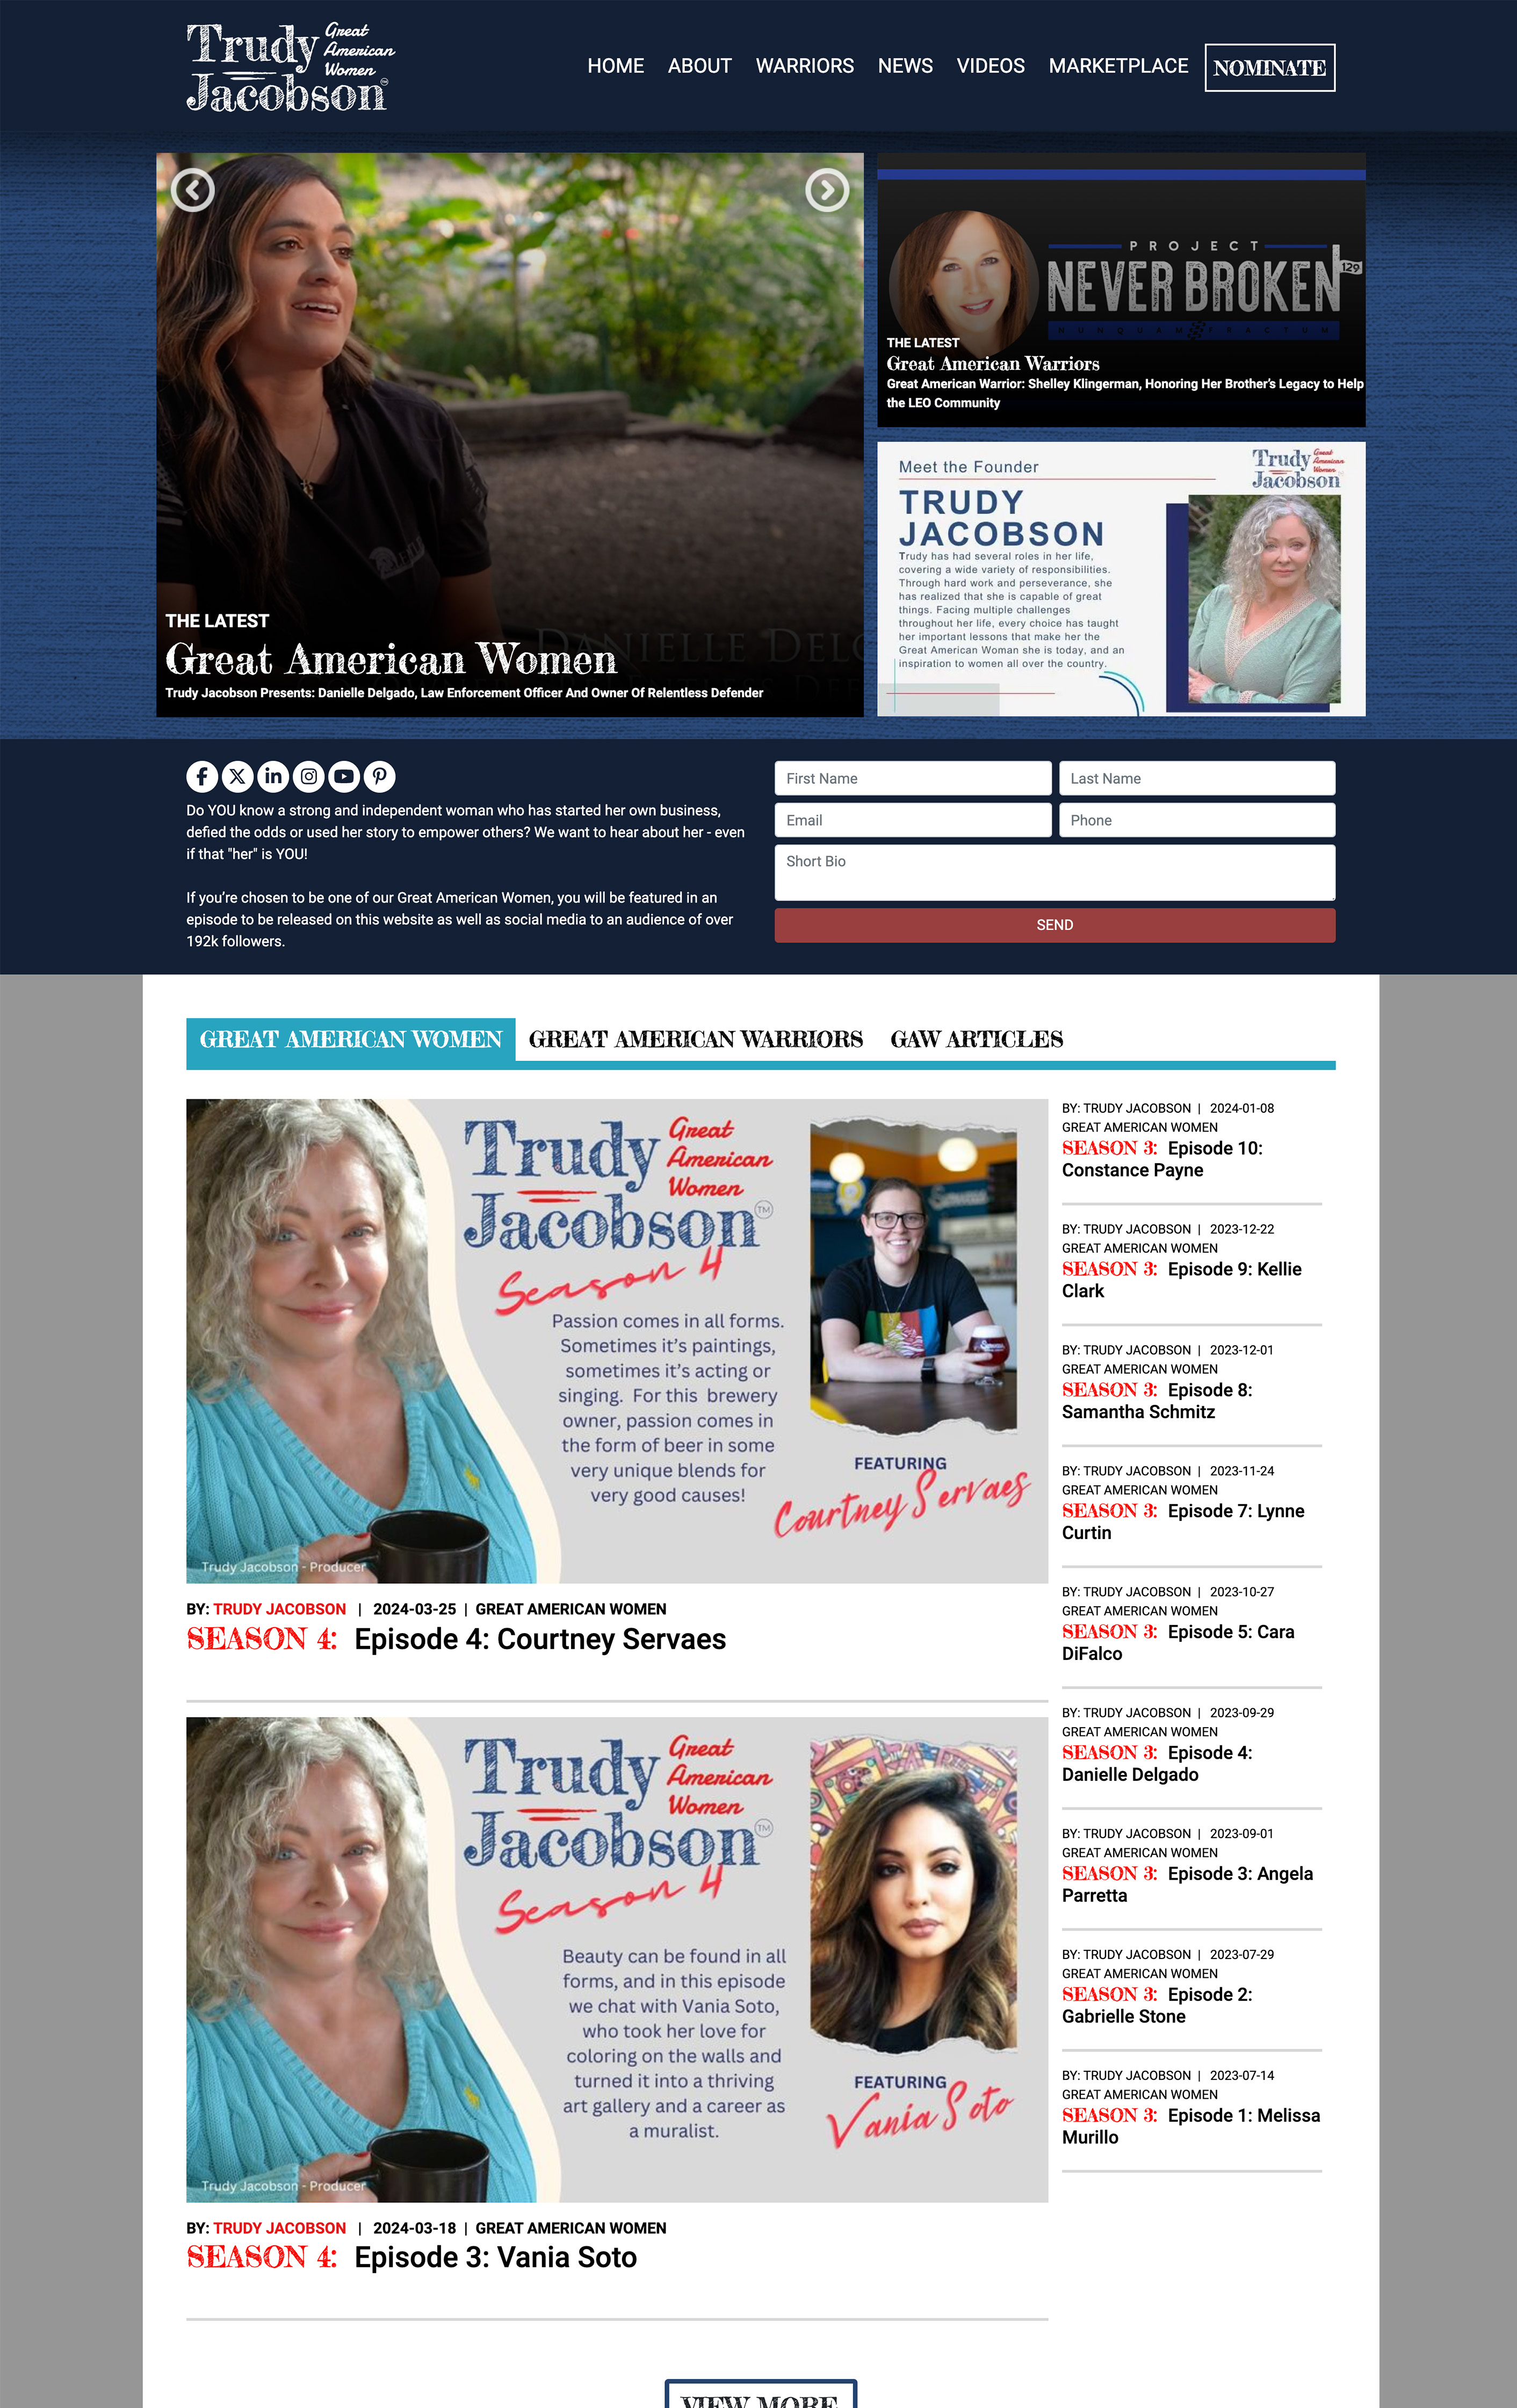 Trudy Great
American
Women
Jacobson™
HOME ABOUT WARRIORS NEWS VIDEOS MARKETPLACE NOMINATE
THE LATEST
Great American Women
Trudy Jacobson Presents: Danielle Delgado, Law Enforcement Officer And Owner Of Relentless Defender
PROJECT
NEVER BROKEN
129
NUNQUAM FRACTUM
THE LATEST
Great American Warriors
Great American Warrior: Shelley Klingerman, Honoring Her Brother's Legacy to Help
the LEO Community
Meet the Founder
TRUDY
JACOBSON
Trudy has had several roles in her life,
covering a wide variety of responsibilities.
Through hard work and perseverance, she
has realized that she is capable of great
things. Facing multiple challenges
throughout her life, every choice has taught
her important lessons that make her the
Great American Woman she is today, and an
inspiration to women all over the country.
Trudy Great
American
Women
Jacobson
Do YOU know a strong and independent woman who has started her own business,
defied the odds or used her story to empower others? We want to hear about her - even
if that "her" is YOU!
If you're chosen to be one of our Great American Women, you will be featured in an
episode to be released on this website as well as social media to an audience of over
192k followers.
First Name Last Name
Email Phone
Short Bio
SEND
GREAT AMERICAN WOMEN GREAT AMERICAN WARRIORS GAW ARTICLES
Trudy Great
American
Women
Jacobson™
Season 4
Passion comes in all forms.
Sometimes it's paintings,
sometimes it's acting or
singing. For this brewery
owner, passion comes in
the form of beer in some
very unique blends for
very good causes!
FEATURING
Courtney Servaes
Trudy Jacobson - Producer
BY: TRUDY JACOBSON | 2024-03-25 | GREAT AMERICAN WOMEN
SEASON 4: Episode 4: Courtney Servaes
Trudy Great
American
Women
Jacobson™
Season 4
Beauty can be found in all
forms, and in this episode
we chat with Vania Soto,
who took her love for
coloring on the walls and
turned it into a thriving
art gallery and a career as
a muralist.
FEATURING
Vania Soto
Trudy Jacobson - Producer
BY: TRUDY JACOBSON | 2024-03-18 | GREAT AMERICAN WOMEN
SEASON 4: Episode 3: Vania Soto
BY: TRUDY JACOBSON | 2024-01-08
GREAT AMERICAN WOMEN
SEASON 3: Episode 10:
Constance Payne
BY: TRUDY JACOBSON | 2023-12-22
GREAT AMERICAN WOMEN
SEASON 3: Episode 9: Kellie
Clark
BY: TRUDY JACOBSON | 2023-12-01
GREAT AMERICAN WOMEN
SEASON 3: Episode 8:
Samantha Schmitz
BY: TRUDY JACOBSON | 2023-11-24
GREAT AMERICAN WOMEN
SEASON 3: Episode 7: Lynne
Curtin
BY: TRUDY JACOBSON | 2023-10-27
GREAT AMERICAN WOMEN
SEASON 3: Episode 5: Cara
DiFalco
BY: TRUDY JACOBSON | 2023-09-29
GREAT AMERICAN WOMEN
SEASON 3: Episode 4:
Danielle Delgado
BY: TRUDY JACOBSON | 2023-09-01
GREAT AMERICAN WOMEN
SEASON 3: Episode 3: Angela
Parretta
BY: TRUDY JACOBSON | 2023-07-29
GREAT AMERICAN WOMEN
SEASON 3: Episode 2:
Gabrielle Stone
BY: TRUDY JACOBSON | 2023-07-14
GREAT AMERICAN WOMEN
SEASON 3: Episode 1: Melissa
Murillo
VIEW MORE